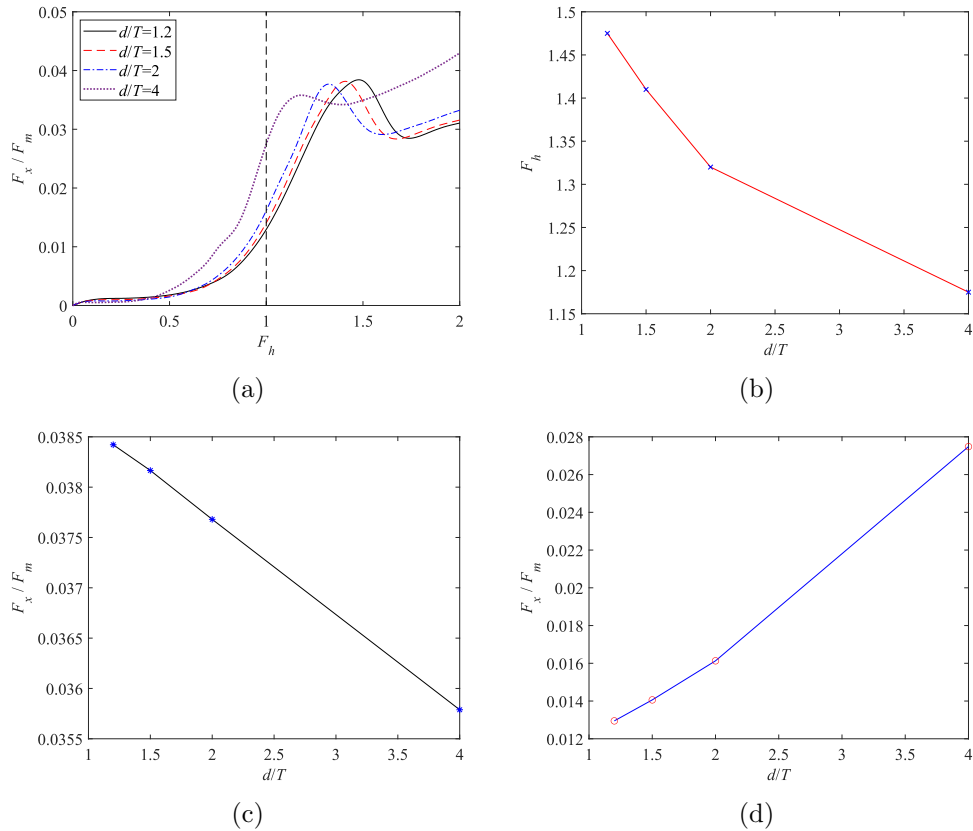 0.05
0.04
0.03
0.02
0.01
0
F_x / F_m
d/T=1.2
d/T=1.5
d/T=2
d/T=4
0 0.5 1 1.5 2
F_h
(a)
1.5
1.45
1.4
1.35
1.3
1.25
1.2
1.15
F_h
1 1.5 2 2.5 3 3.5 4
d/T
(b)
0.0385
0.038
0.0375
0.037
0.0365
0.036
0.0355
F_x / F_m
1 1.5 2 2.5 3 3.5 4
d/T
(c)
0.028
0.026
0.024
0.022
0.02
0.018
0.016
0.014
0.012
F_x / F_m
1 1.5 2 2.5 3 3.5 4
d/T
(d)